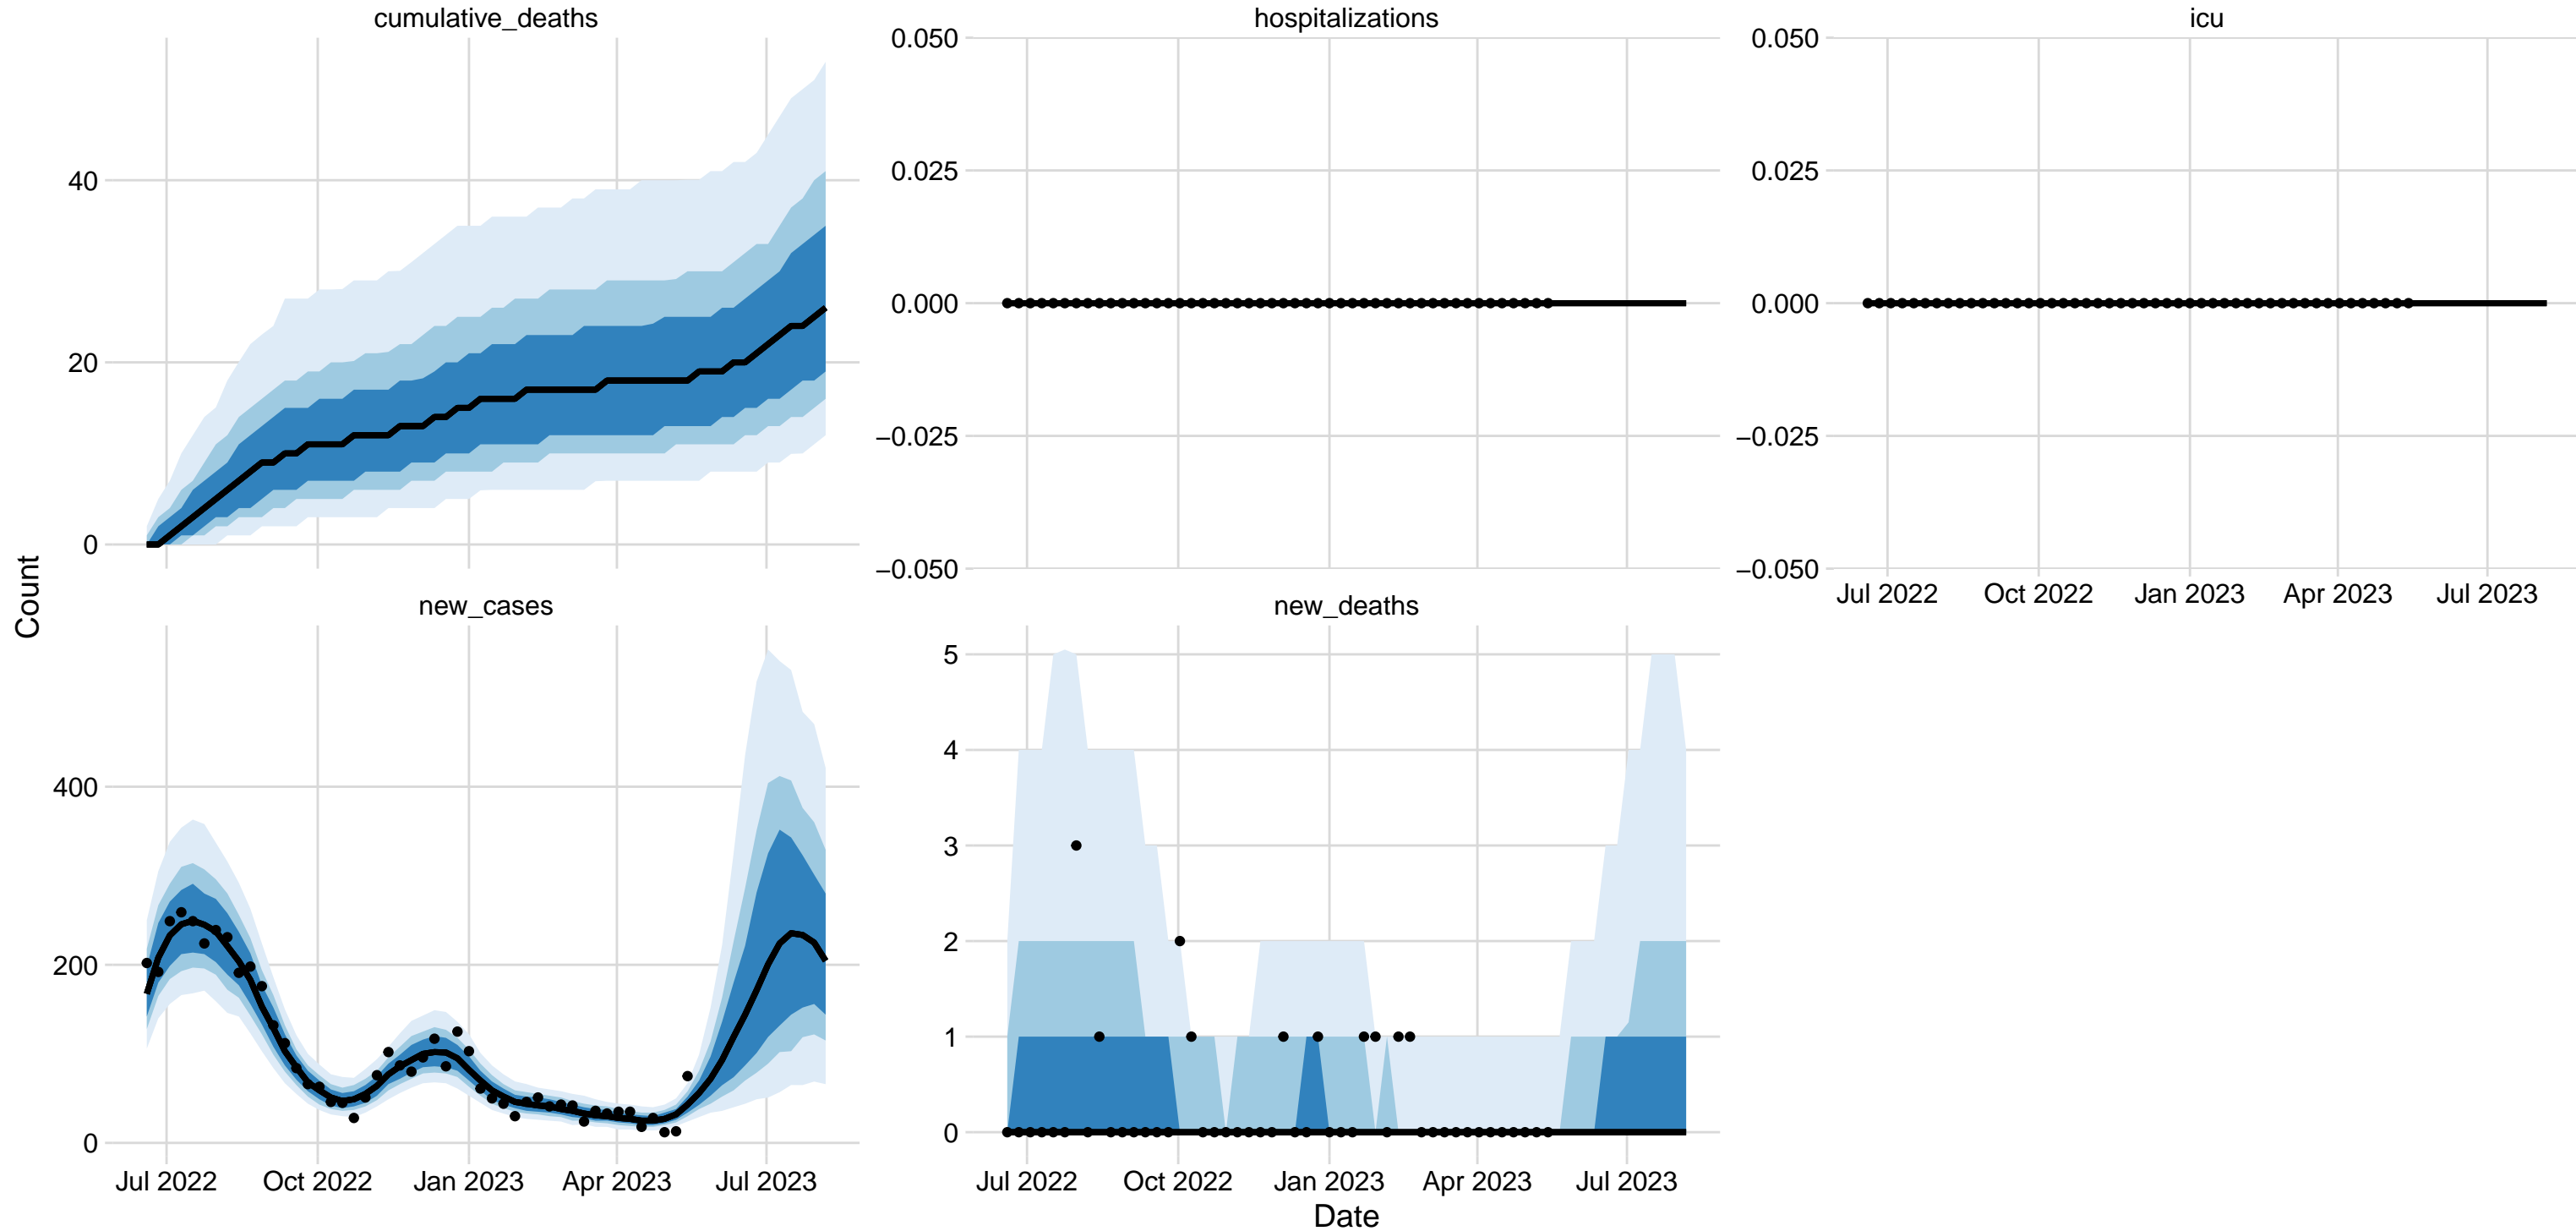 cumulative_deaths
hospitalizations
icu
40
20
0
0.050
0.025
0.000
−0.025
−0.050
0.050
0.025
0.000
−0.025
−0.050
Jul 2022 Oct 2022 Jan 2023 Apr 2023 Jul 2023
Count
new_cases
new_deaths
400
200
0
5
4
3
2
1
0
Jul 2022 Oct 2022 Jan 2023 Apr 2023 Jul 2023
Jul 2022 Oct 2022 Jan 2023 Apr 2023 Jul 2023
Date